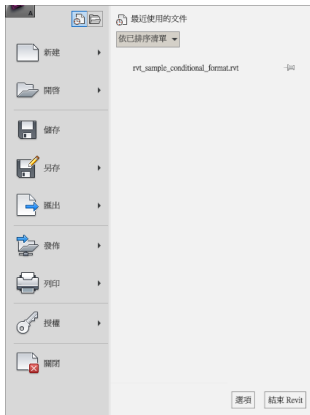 最近使用的文件
依已排序清單
rvt_sample_conditional_format.rvt
新建
開啓
儲存
另存
匯出
發佈
列印
授權
關閉
選項
結束 Revit